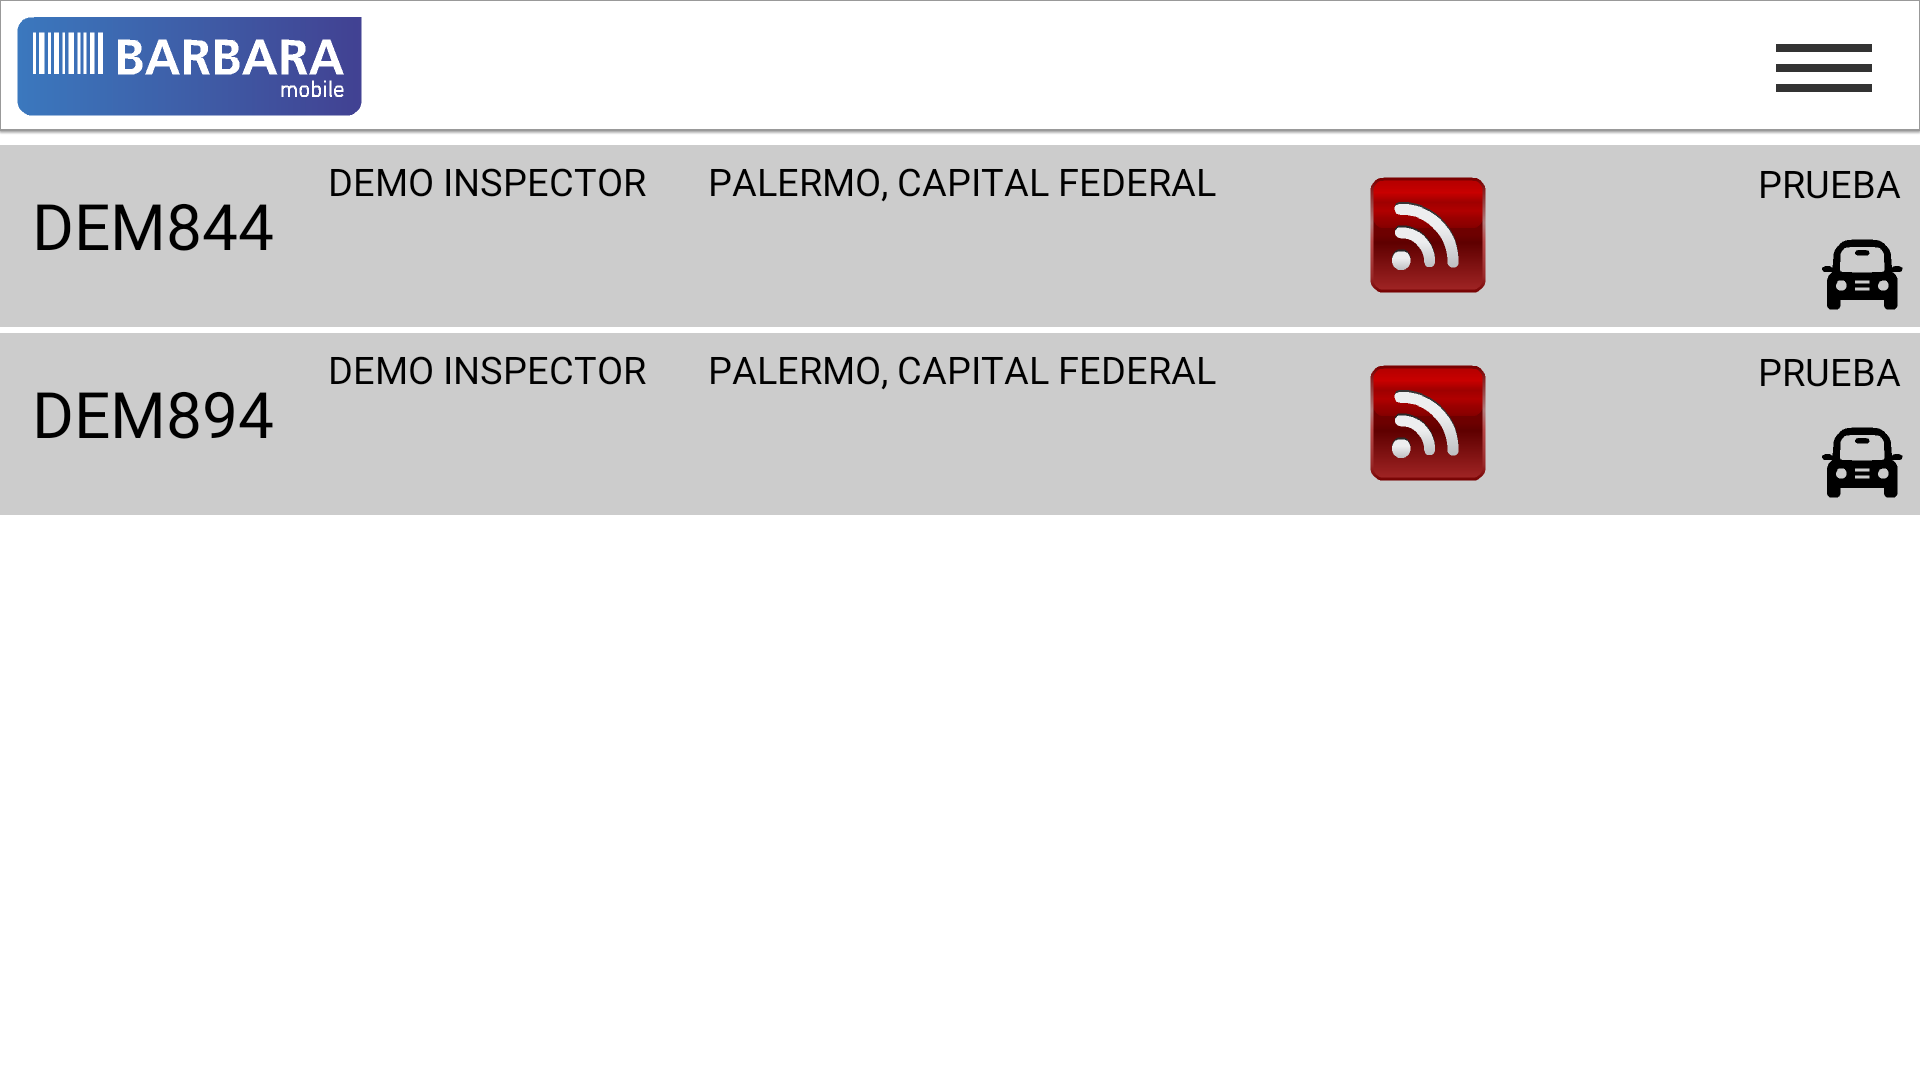 BARBARA
mobile
DEM844
DEMO INSPECTOR
PALERMO, CAPITAL FEDERAL
PRUEBA
DEM894
DEMO INSPECTOR
PALERMO, CAPITAL FEDERAL
PRUEBA